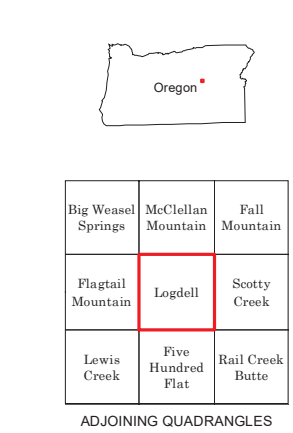 Oregon
Big Weasel
Springs
McClellan
Mountain
Fall
Mountain
Flagtail
Mountain
Logdell
Scotty
Creek
Lewis
Creek
Five
Hundred
Flat
Rail Creek
Butte
ADJOINING QUADRANGLES